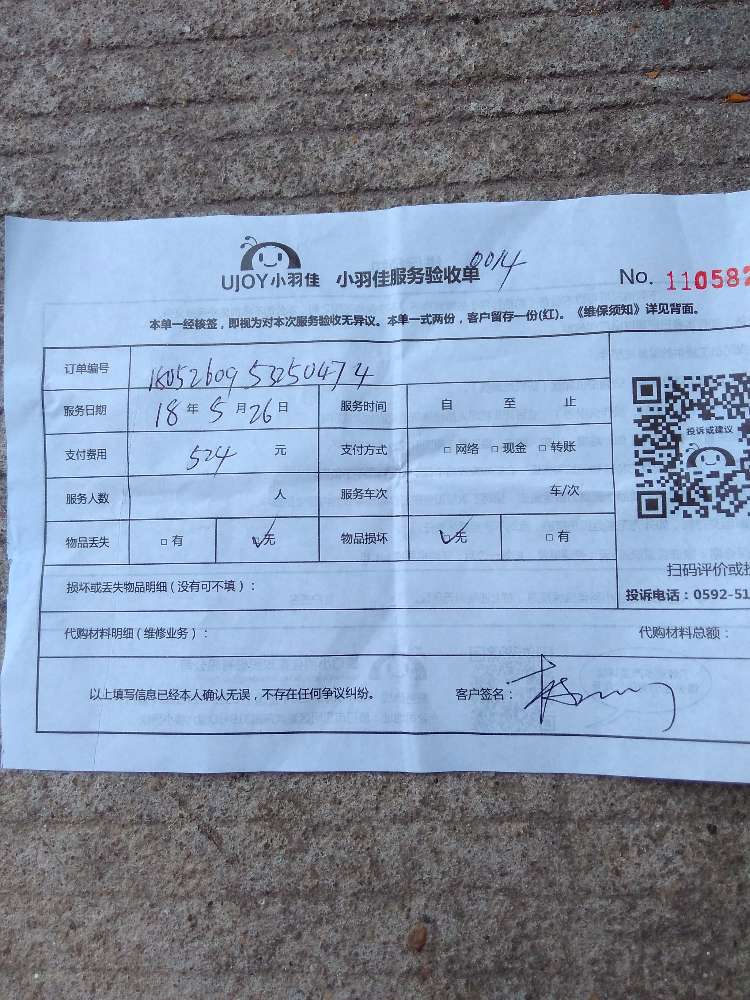 UJOY小羽佳 小羽佳服务验收单 0014 No. 110582
本单一经核签，即视为对本次服务验收无异议。本单一式两份，客户留存一份(红)。《维保须知》详见背面。
订单编号 18052609 53250474
服务日期 18 年 5 月 26 日 服务时间 自 至 止
支付费用 524 元 支付方式 □ 网络 □ 现金 □ 转账
投诉或建议
服务人数 人 服务车次 车/次
物品丢失 □ 有 ☑ 无 物品损坏 ☑ 无 □ 有
扫码评价或
损坏或丢失物品明细（没有可不填）：
投诉电话：0592-51
代购材料明细（维修业务）： 代购材料总额：
以上填写信息已经本人确认无误，不存在任何争议纠纷。 客户签名：